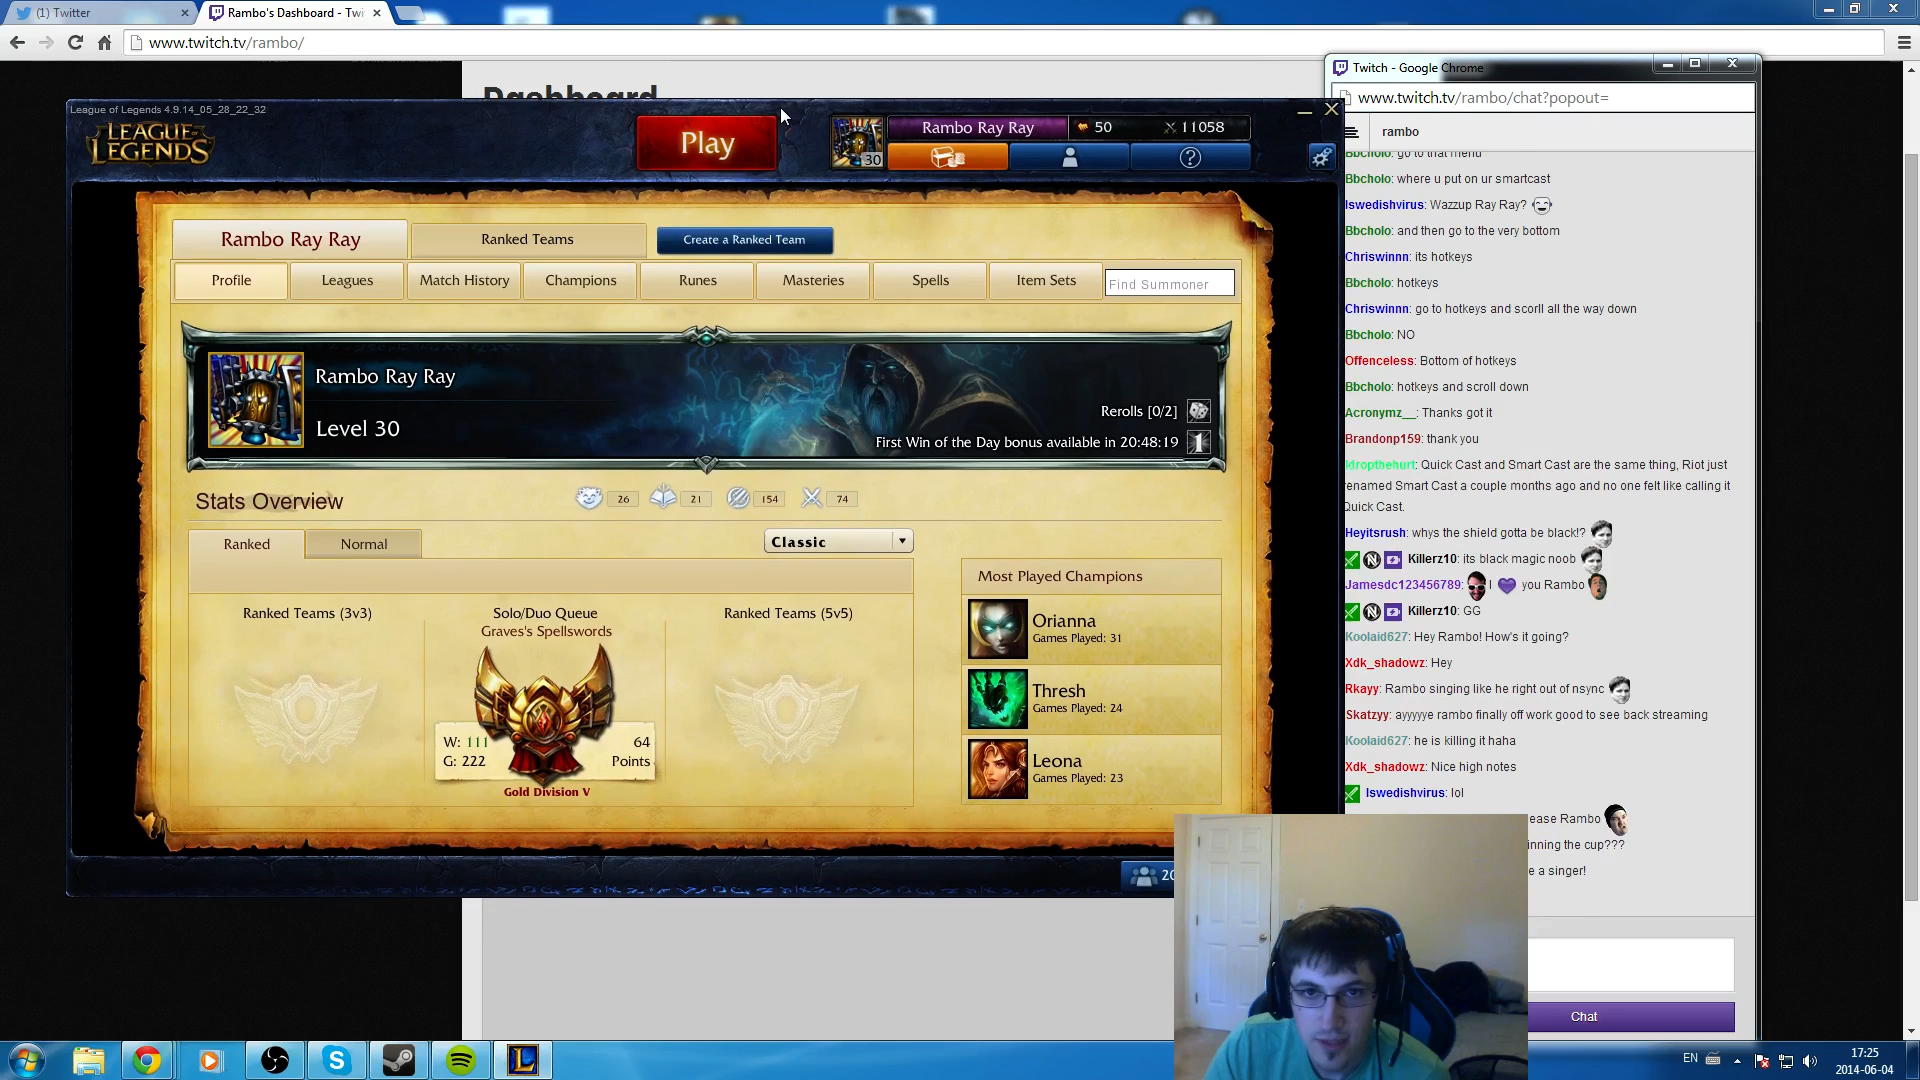 (1) Twitter
Rambo's Dashboard - Twi
www.twitch.tv/rambo/
Dashboard
Twitch - Google Chrome
www.twitch.tv/rambo/chat?popout=
rambo
League of Legends 4.9.14_05_28_22_32
LEAGUE of LEGENDS
Play
30
Rambo Ray Ray
50
11058
?
Rambo Ray Ray
Ranked Teams
Create a Ranked Team
Profile
Leagues
Match History
Champions
Runes
Masteries
Spells
Item Sets
Find Summoner
Rambo Ray Ray
Level 30
Rerolls [0/2]
First Win of the Day bonus available in 20:48:19
1
Stats Overview
26
21
154
74
Ranked
Normal
Classic
Ranked Teams (3v3)
Solo/Duo Queue
Graves's Spellswords
Ranked Teams (5v5)
W: 111
64
G: 222
Points
Gold Division V
Most Played Champions
Orianna
Games Played: 31
Thresh
Games Played: 24
Leona
Games Played: 23
20
Bbcholo: go to that menu
Bbcholo: where u put on ur smartcast
Iswedishvirus: Wazzup Ray Ray?
Bbcholo: and then go to the very bottom
Chriswinnn: its hotkeys
Bbcholo: hotkeys
Chriswinnn: go to hotkeys and scorll all the way down
Bbcholo: NO
Offenceless: Bottom of hotkeys
Bbcholo: hotkeys and scroll down
Acronymz__: Thanks got it
Brandonp159: thank you
Idropthehurt: Quick Cast and Smart Cast are the same thing, Riot just
renamed Smart Cast a couple months ago and no one felt like calling it
Quick Cast.
Heyitsrush: whys the shield gotta be black!?
Killerz10: its black magic noob
Jamesdc123456789: I you Rambo
Killerz10: GG
Koolaid627: Hey Rambo! How's it going?
Xdk_shadowz: Hey
Rkayy: Rambo singing like he right out of nsync
Skatzyy: ayyyyye rambo finally off work good to see back streaming
Koolaid627: he is killing it haha
Xdk_shadowz: Nice high notes
Iswedishvirus: lol
ease Rambo
inning the cup???
e a singer!
Chat
EN
17:25
2014-06-04